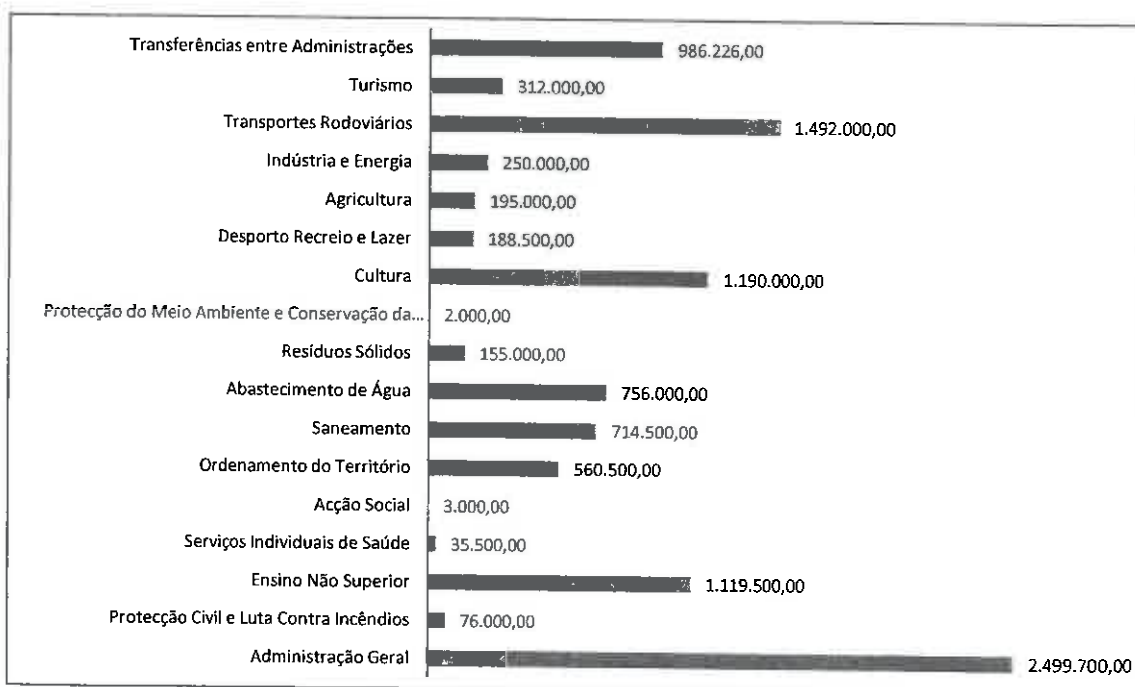 Transferências entre Administrações 986.226,00
Turismo 312.000,00
Transportes Rodoviários 1.492.000,00
Indústria e Energia 250.000,00
Agricultura 195.000,00
Desporto Recreio e Lazer 188.500,00
Cultura 1.190.000,00
Protecção do Meio Ambiente e Conservação da... 2.000,00
Resíduos Sólidos 155.000,00
Abastecimento de Água 756.000,00
Saneamento 714.500,00
Ordenamento do Território 560.500,00
Acção Social 3.000,00
Serviços Individuais de Saúde 35.500,00
Ensino Não Superior 1.119.500,00
Protecção Civil e Luta Contra Incêndios 76.000,00
Administração Geral 2.499.700,00